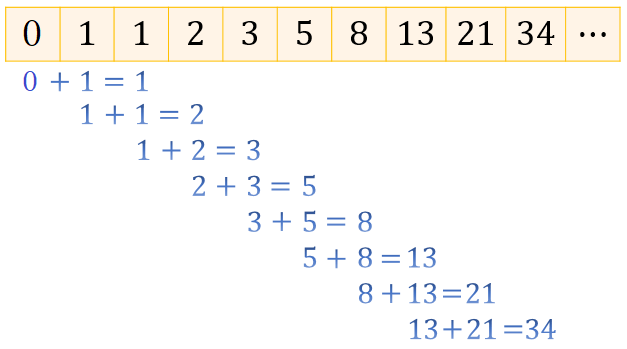 0 1 1 2 3 5 8 13 21 34 ⋯
0 + 1 = 1
1 + 1 = 2
1 + 2 = 3
2 + 3 = 5
3 + 5 = 8
5 + 8 = 13
8 + 13 = 21
13+21 =34